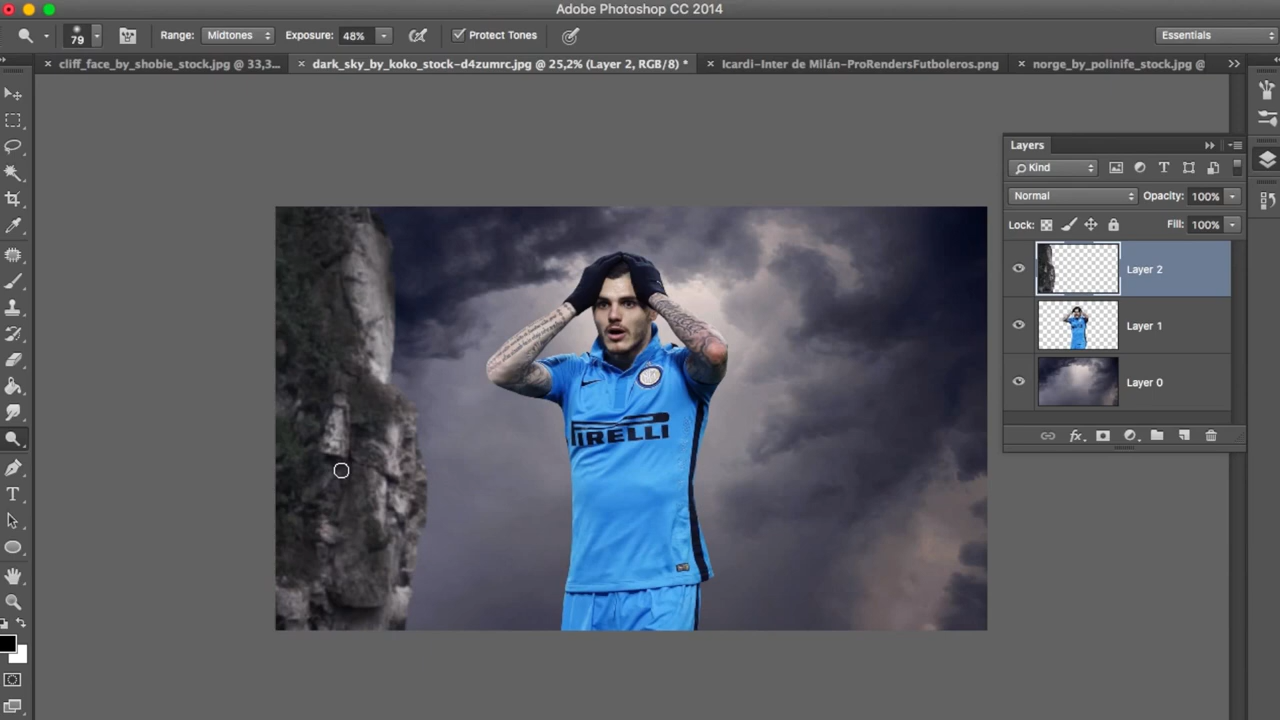 Adobe Photoshop CC 2014
79 Range: Midtones Exposure: 48% Protect Tones Essentials
× cliff_face_by_shobie_stock.jpg @ 33,3... × dark_sky_by_koko_stock-d4zumrc.jpg @ 25,2% (Layer 2, RGB/8) * × Icardi-Inter de Milán-ProRendersFutboleros.png × norge_by_polinife_stock.jpg @
Layers
Kind
Normal Opacity: 100%
Lock: Fill: 100%
Layer 2
Layer 1
Layer 0
PIRELLI